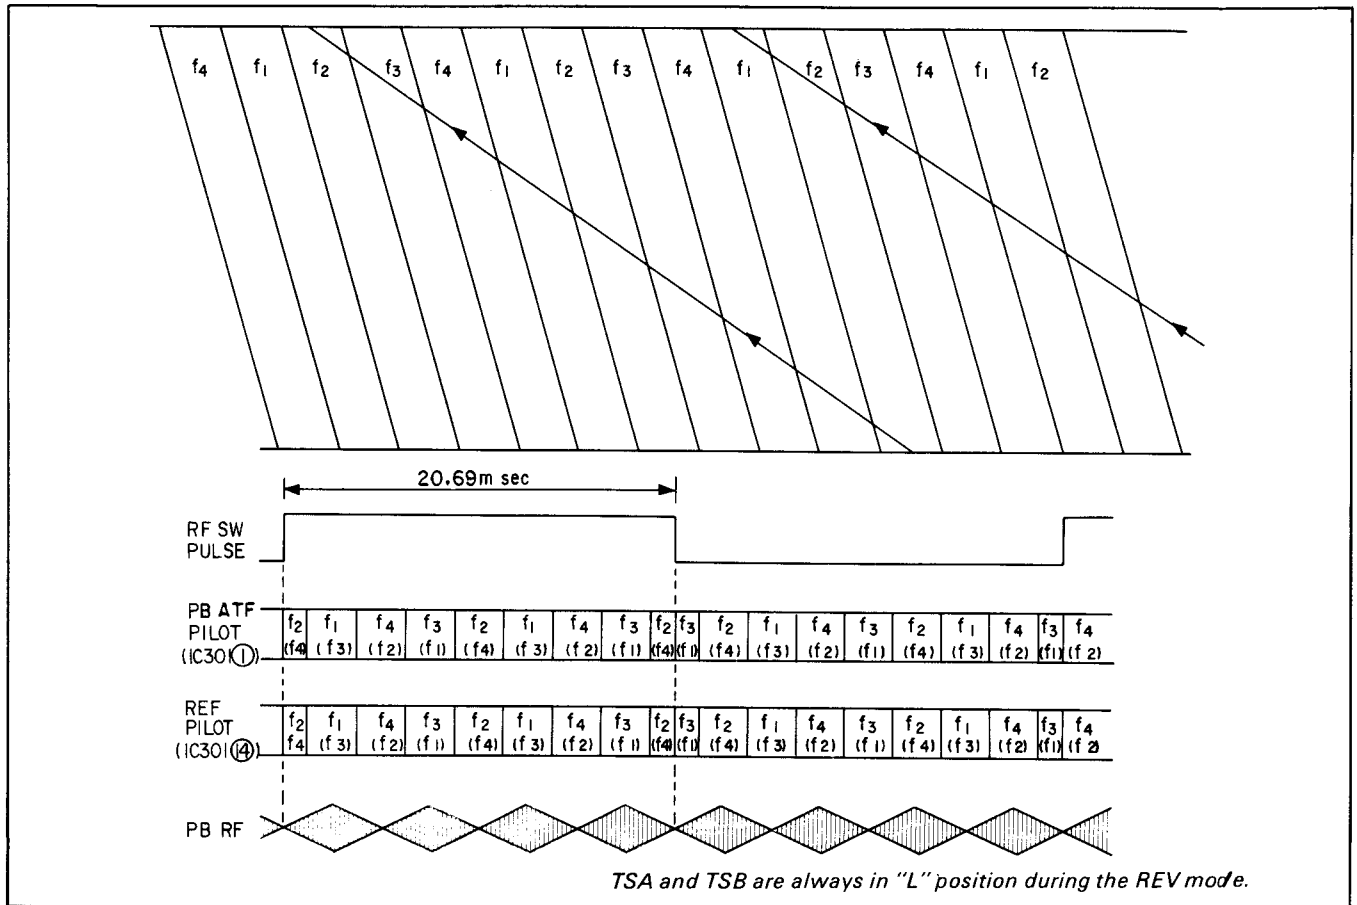 f4 f1 f2 f3 f4 f1 f2 f3 f4 f1 f2 f3 f4 f1 f2
20.69m sec
RF SW
PULSE
PB ATF
PILOT
(IC301①)
f2 f1 f4 f3 f2 f1 f4 f3 f2 f3 f2 f1 f4 f3 f2 f1 f4 f3 f4
(f4) (f3) (f2) (f1) (f4) (f3) (f2) (f1) (f4) (f1) (f4) (f3) (f2) (f1) (f4) (f3) (f2) (f1) (f2)
REF
PILOT
(IC301⑭)
f2 f1 f4 f3 f2 f1 f4 f3 f2 f3 f2 f1 f4 f3 f2 f1 f4 f3 f4
f4 (f3) (f2) (f1) (f4) (f3) (f2) (f1) (f4) (f1) (f4) (f3) (f2) (f1) (f4) (f3) (f2) (f1) (f2)
PB RF
TSA and TSB are always in "L" position during the REV mode.